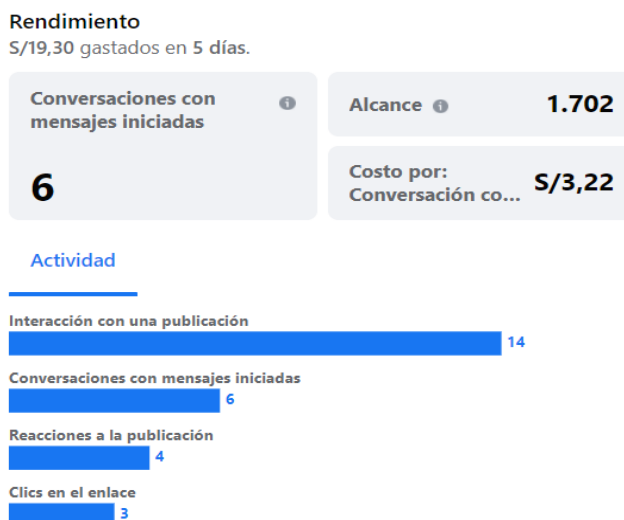 Rendimiento
S/19,30 gastados en 5 días.
Conversaciones con
mensajes iniciadas
6
Alcance
1.702
Costo por:
Conversación co...
S/3,22
Actividad
Interacción con una publicación
14
Conversaciones con mensajes iniciadas
6
Reacciones a la publicación
4
Clics en el enlace
3